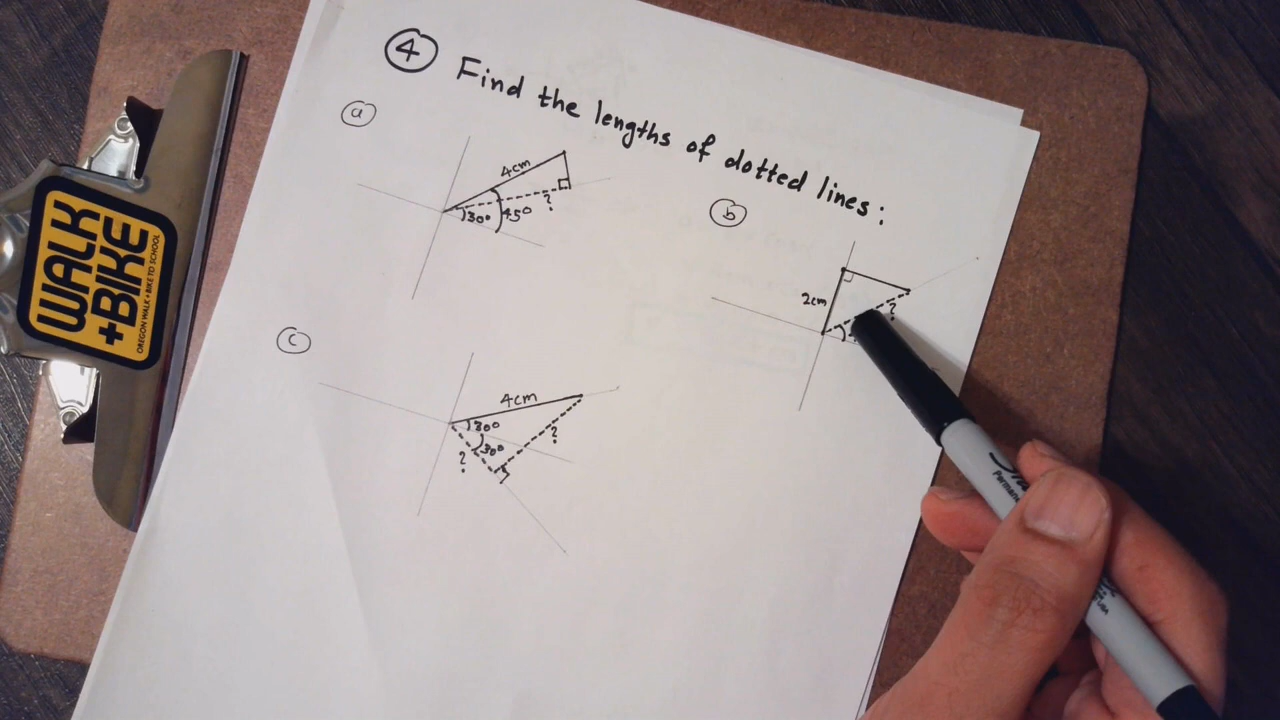 4 Find the lengths of dotted lines:
a
4cm
?
30° 45°
b
2cm
?
c
4cm
30°
?
30°
?
WALK
+BIKE
OREGON WALK + BIKE TO SCHOOL